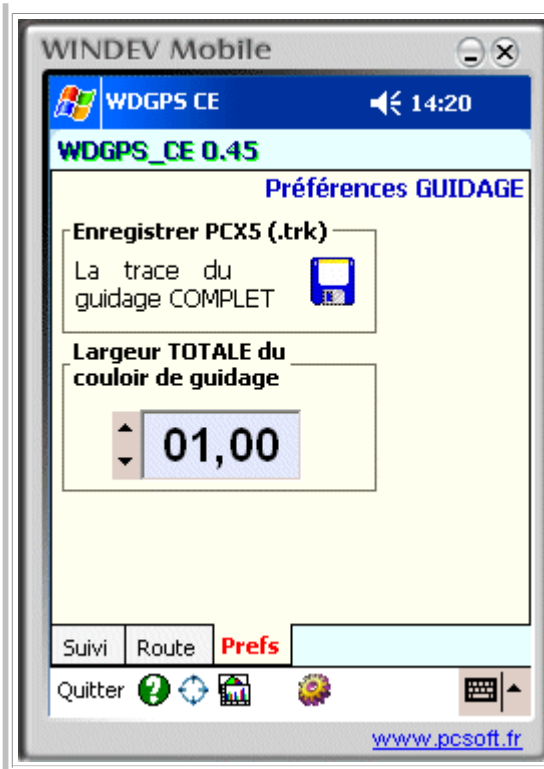 WINDEV Mobile
WDGPS CE 14:20
WDGPS_CE 0.45
Préférences GUIDAGE
Enregistrer PCX5 (.trk)
La trace du
guidage COMPLET
Largeur TOTALE du
couloir de guidage
01,00
Suivi Route Prefs
Quitter
www.pcsoft.fr